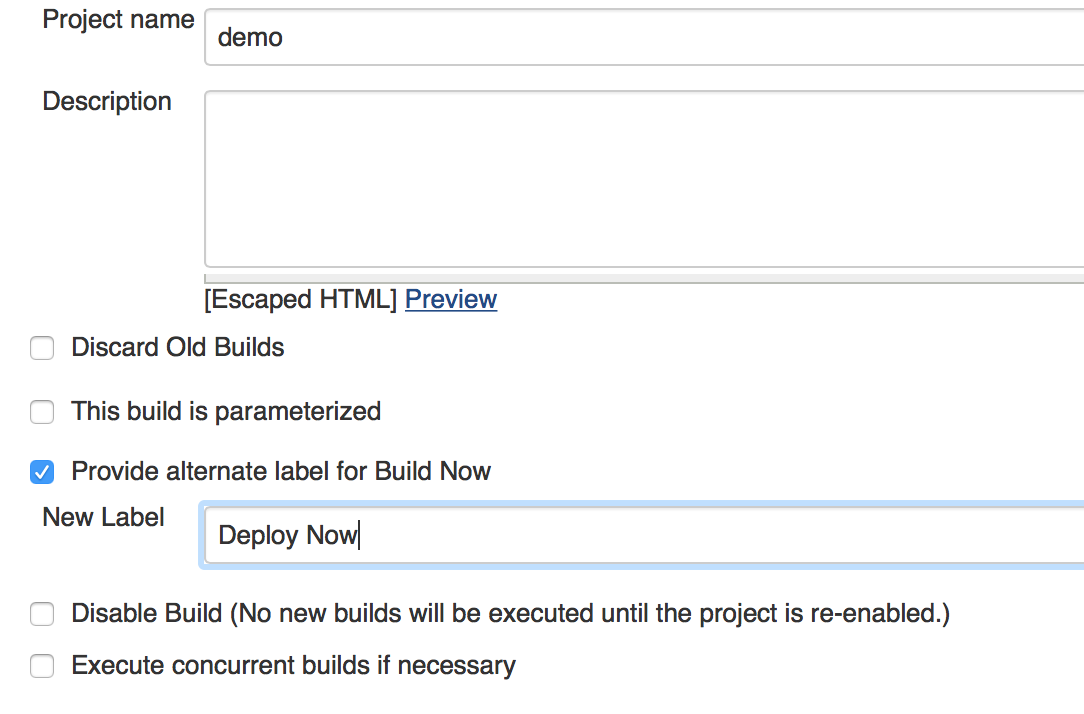 Project name
demo
Description
[Escaped HTML] Preview
Discard Old Builds
This build is parameterized
Provide alternate label for Build Now
New Label
Deploy Now
Disable Build (No new builds will be executed until the project is re-enabled.)
Execute concurrent builds if necessary